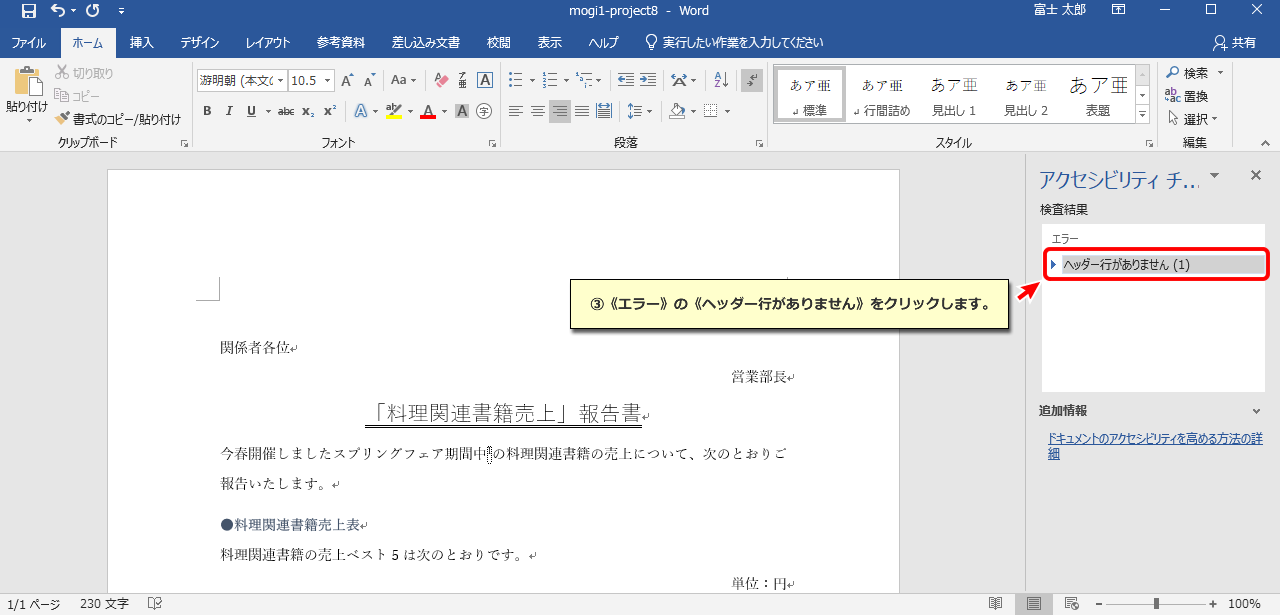 mogi1-project8 - Word
富士 太郎
ファイル ホーム 挿入 デザイン レイアウト 参考資料 差し込み文書 校閲 表示 ヘルプ 実行したい作業を入力してください 共有
貼り付け
切り取り
コピー
書式のコピー/貼り付け
クリップボード
游明朝 (本文の 10.5
B I U abc x₂ x²
フォント
段落
あア亜 あア亜 あア亜 あア亜 あア亜
標準 行間詰め 見出し 1 見出し 2 表題
スタイル
検索
置換
選択
編集
アクセシビリティ チ...
検査結果
エラー
ヘッダー行がありません (1)
③《エラー》の《ヘッダー行がありません》をクリックします。
関係者各位
営業部長
「料理関連書籍売上」報告書
今春開催しましたスプリングフェア期間中の料理関連書籍の売上について、次のとおりご
報告いたします。
●料理関連書籍売上表
料理関連書籍の売上ベスト 5 は次のとおりです。
単位：円
追加情報
ドキュメントのアクセシビリティを高める方法の詳
細
1/1 ページ 230 文字
100%